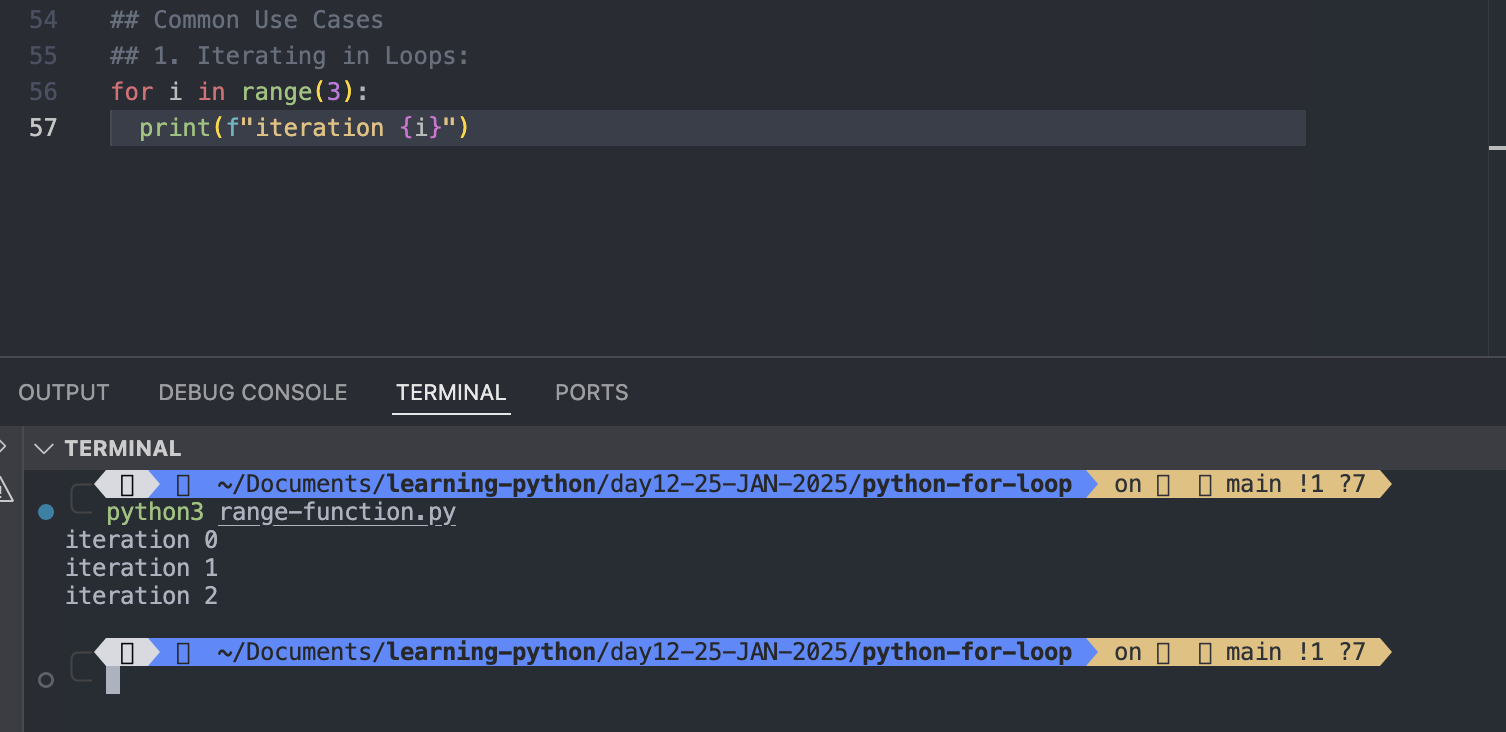 54 ## Common Use Cases
55 ## 1. Iterating in Loops:
56 for i in range(3):
57   print(f"iteration {i}")
OUTPUT DEBUG CONSOLE TERMINAL PORTS
TERMINAL
~/Documents/learning-python/day12-25-JAN-2025/python-for-loop on main !1 ?7
python3 range-function.py
iteration 0
iteration 1
iteration 2
~/Documents/learning-python/day12-25-JAN-2025/python-for-loop on main !1 ?7